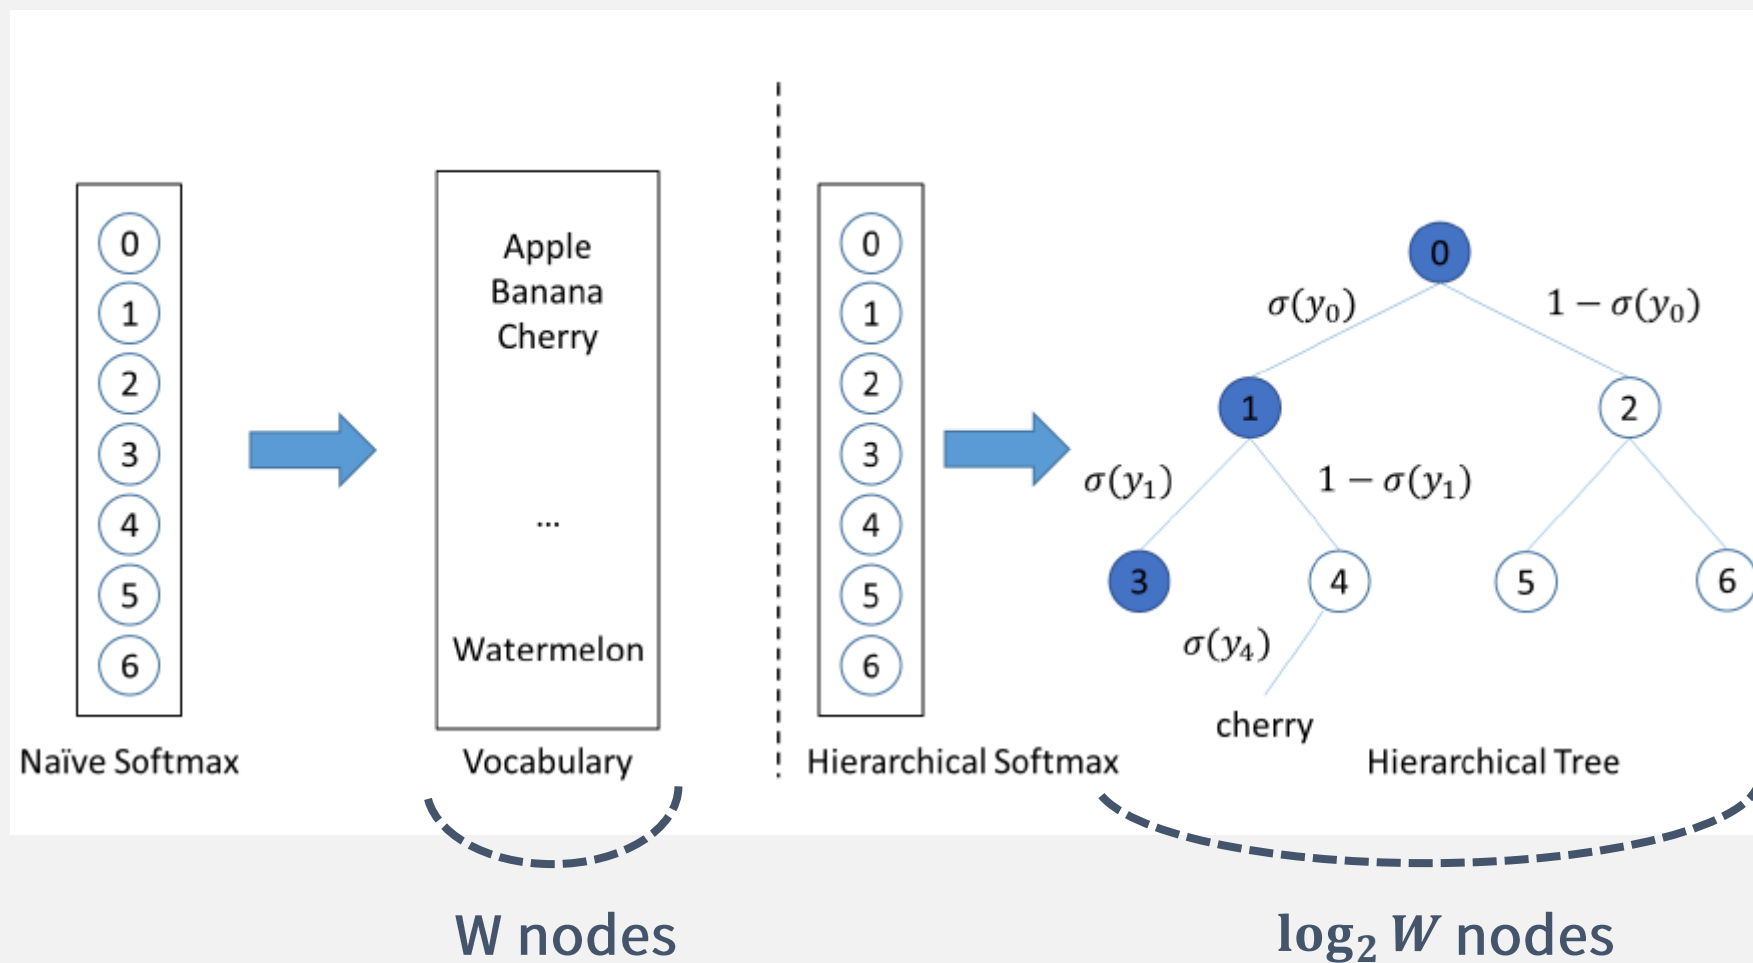 0
1
2
3
4
5
6
Naïve Softmax
Apple
Banana
Cherry
...
Watermelon
Vocabulary
W nodes
0
1
2
3
4
5
6
Hierarchical Softmax
0
σ(y₀)
1 − σ(y₀)
1
2
σ(y₁)
1 − σ(y₁)
3
4
5
6
σ(y₄)
cherry
Hierarchical Tree
log₂ W nodes